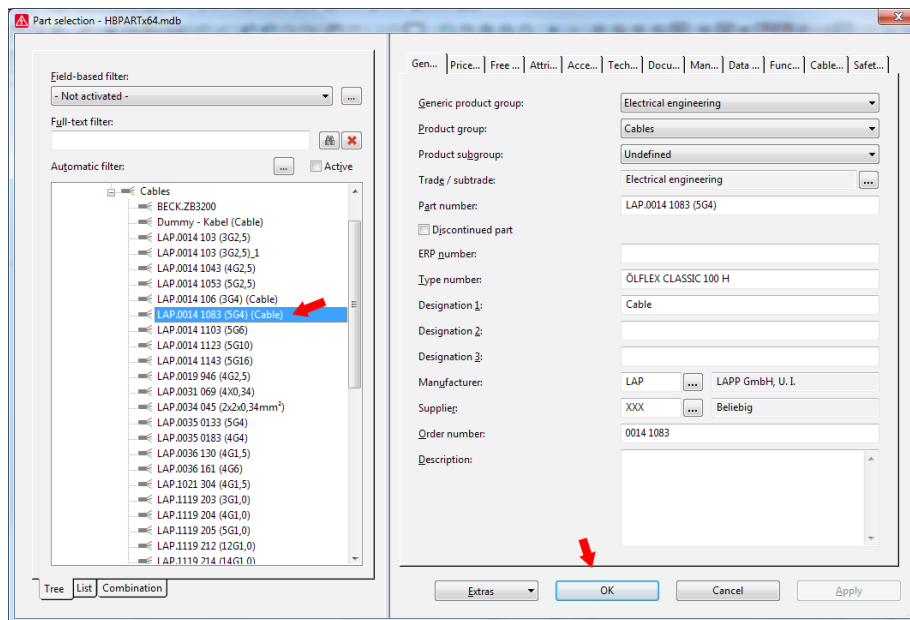 Part selection - HBPARTx64.mdb
Field-based filter:
- Not activated -
...
Full-text filter:
Automatic filter:
...
Active
Cables
BECK.ZB3200
Dummy - Kabel (Cable)
LAP.0014 103 (3G2,5)
LAP.0014 103 (3G2,5)_1
LAP.0014 1043 (4G2,5)
LAP.0014 1053 (5G2,5)
LAP.0014 106 (3G4) (Cable)
LAP.0014 1083 (5G4) (Cable)
LAP.0014 1103 (5G6)
LAP.0014 1123 (5G10)
LAP.0014 1143 (5G16)
LAP.0019 946 (4G2,5)
LAP.0031 069 (4X0,34)
LAP.0034 045 (2x2x0,34mm²)
LAP.0035 0133 (5G4)
LAP.0035 0183 (4G4)
LAP.0036 130 (4G1,5)
LAP.0036 161 (4G6)
LAP.1021 304 (4G1,5)
LAP.1119 203 (3G1,0)
LAP.1119 204 (4G1,0)
LAP.1119 205 (5G1,0)
LAP.1119 212 (12G1,0)
LAP.1119 214 (14G1,0)
Tree List Combination
Gen... Price... Free ... Attri... Acce... Tech... Docu... Man... Data ... Func... Cable... Safet...
Generic product group: Electrical engineering
Product group: Cables
Product subgroup: Undefined
Trade / subtrade: Electrical engineering ...
Part number: LAP.0014 1083 (5G4)
Discontinued part
ERP number:
Type number: ÖLFLEX CLASSIC 100 H
Designation 1: Cable
Designation 2:
Designation 3:
Manufacturer: LAP ... LAPP GmbH, U. I.
Supplier: XXX ... Beliebig
Order number: 0014 1083
Description:
Extras OK Cancel Apply